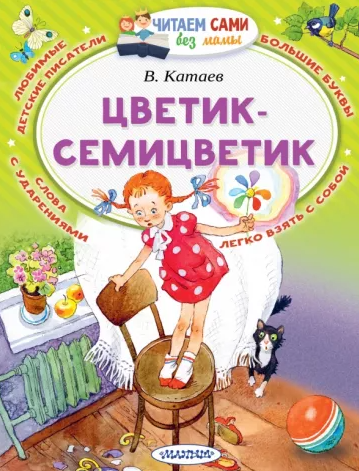 ЧИТАЕМ САМИ
без мамы
ЛЮБИМЫЕ
ДЕТСКИЕ ПИСАТЕЛИ
БОЛЬШИЕ БУКВЫ
В. Катаев
ЦВЕТИК-
СЕМИЦВЕТИК
СЛОВА
С УДАРЕНИЯМИ
ЛЕГКО ВЗЯТЬ С СОБОЙ
МАЛЫШ